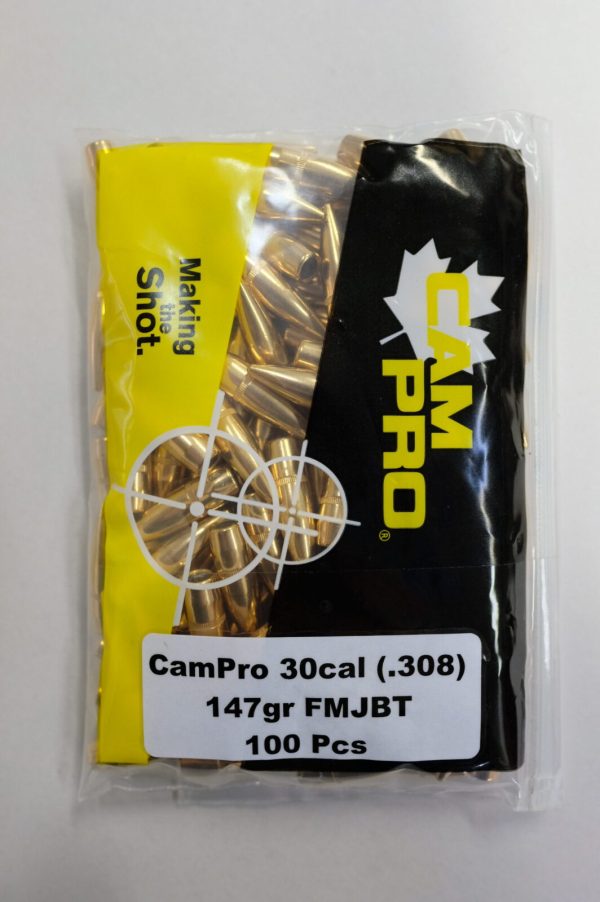 Making
the
Shot.
CAM
PRO®
CamPro 30cal (.308)
147gr FMJBT
100 Pcs